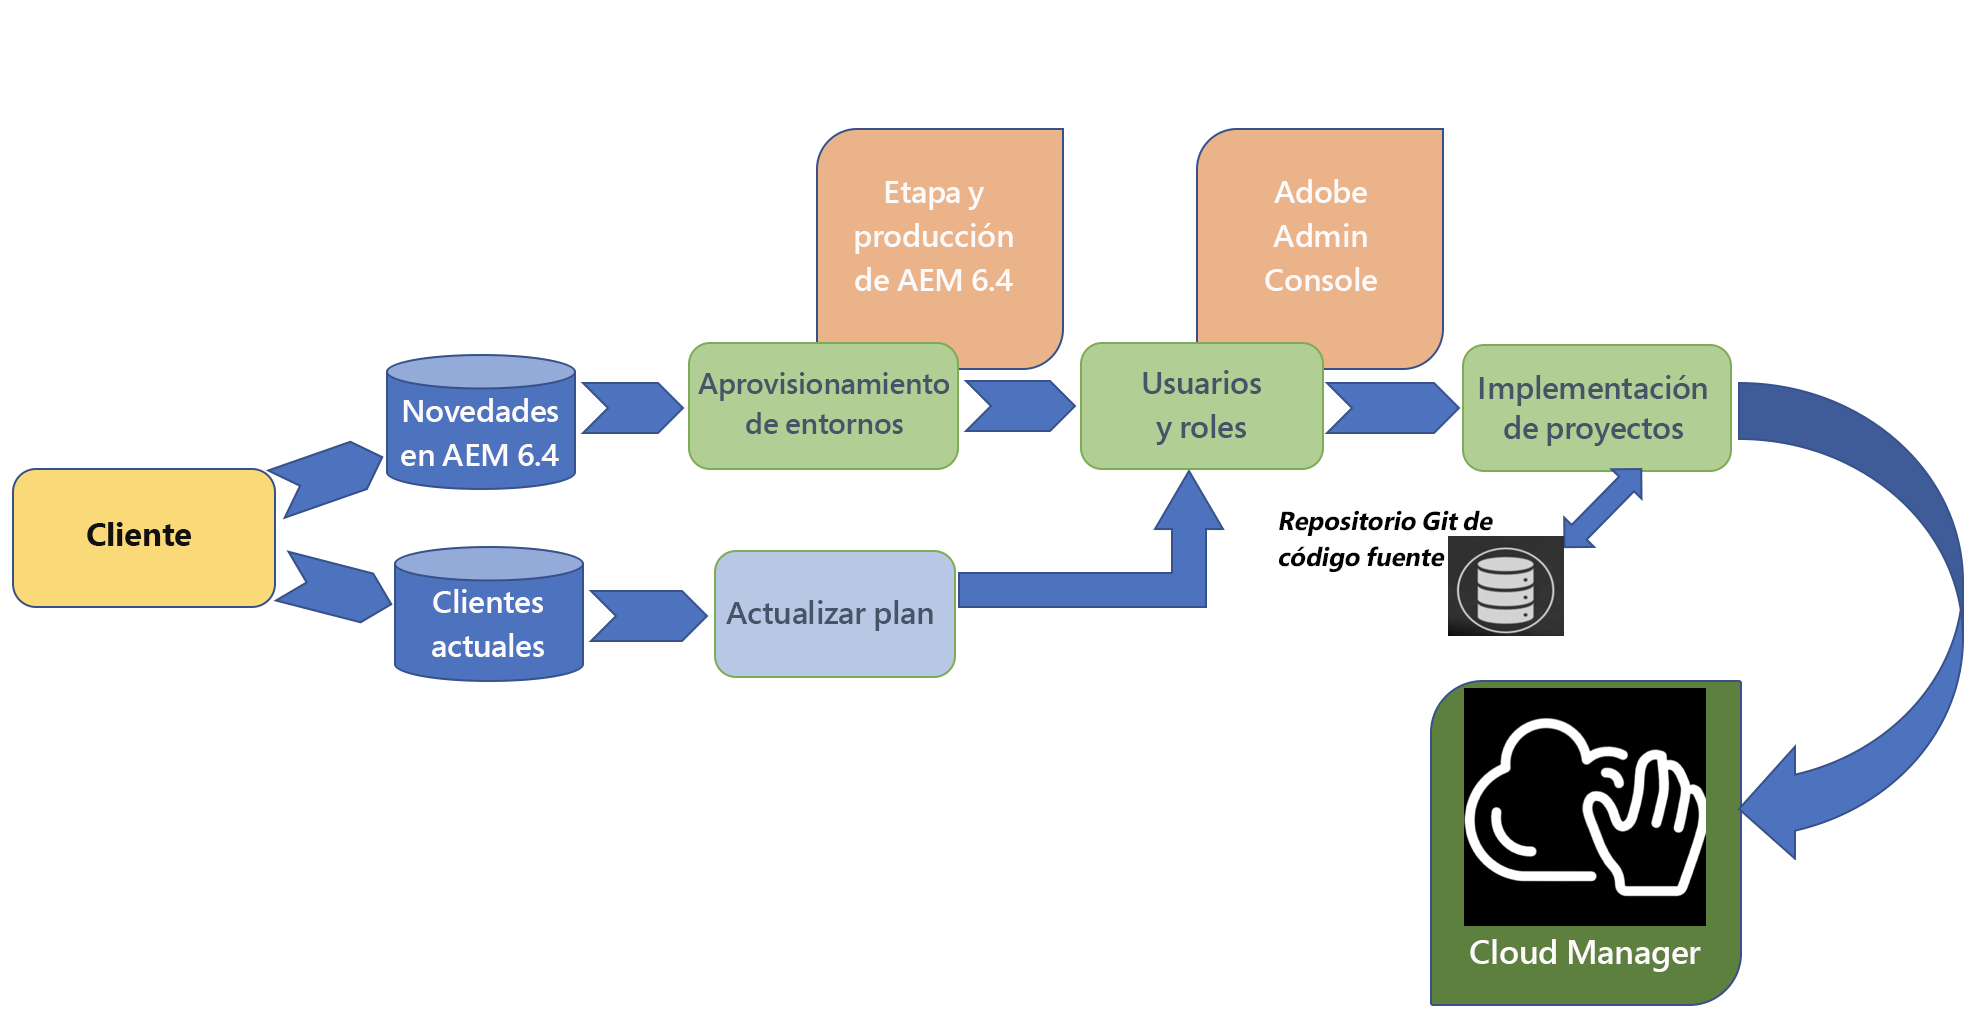 Etapa y
producción
de AEM 6.4
Adobe
Admin
Console
Novedades
en AEM 6.4
Aprovisionamiento
de entornos
Usuarios
y roles
Implementación
de proyectos
Cliente
Repositorio Git de
código fuente
Clientes
actuales
Actualizar plan
Cloud Manager